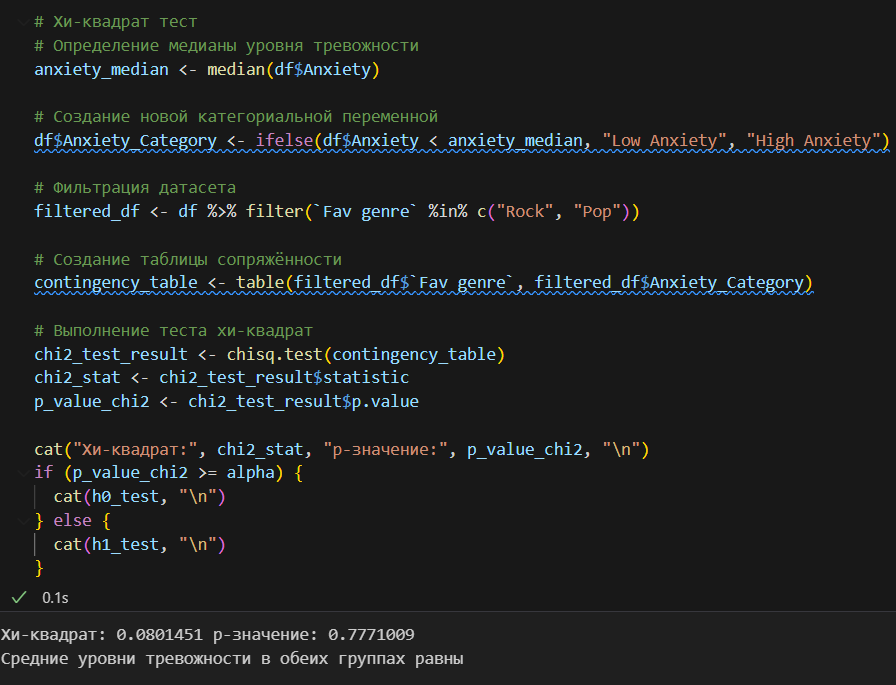 # Хи-квадрат тест
# Определение медианы уровня тревожности
anxiety_median <- median(df$Anxiety)
# Создание новой категориальной переменной
df$Anxiety_Category <- ifelse(df$Anxiety < anxiety_median, "Low Anxiety", "High Anxiety")
# Фильтрация датасета
filtered_df <- df %>% filter(`Fav genre` %in% c("Rock", "Pop"))
# Создание таблицы сопряжённости
contingency_table <- table(filtered_df$`Fav genre`, filtered_df$Anxiety_Category)
# Выполнение теста хи-квадрат
chi2_test_result <- chisq.test(contingency_table)
chi2_stat <- chi2_test_result$statistic
p_value_chi2 <- chi2_test_result$p.value
cat("Хи-квадрат:", chi2_stat, "p-значение:", p_value_chi2, "\n")
if (p_value_chi2 >= alpha) {
  cat(h0_test, "\n")
} else {
  cat(h1_test, "\n")
}
0.1s
Хи-квадрат: 0.0801451 p-значение: 0.7771009
Средние уровни тревожности в обеих группах равны